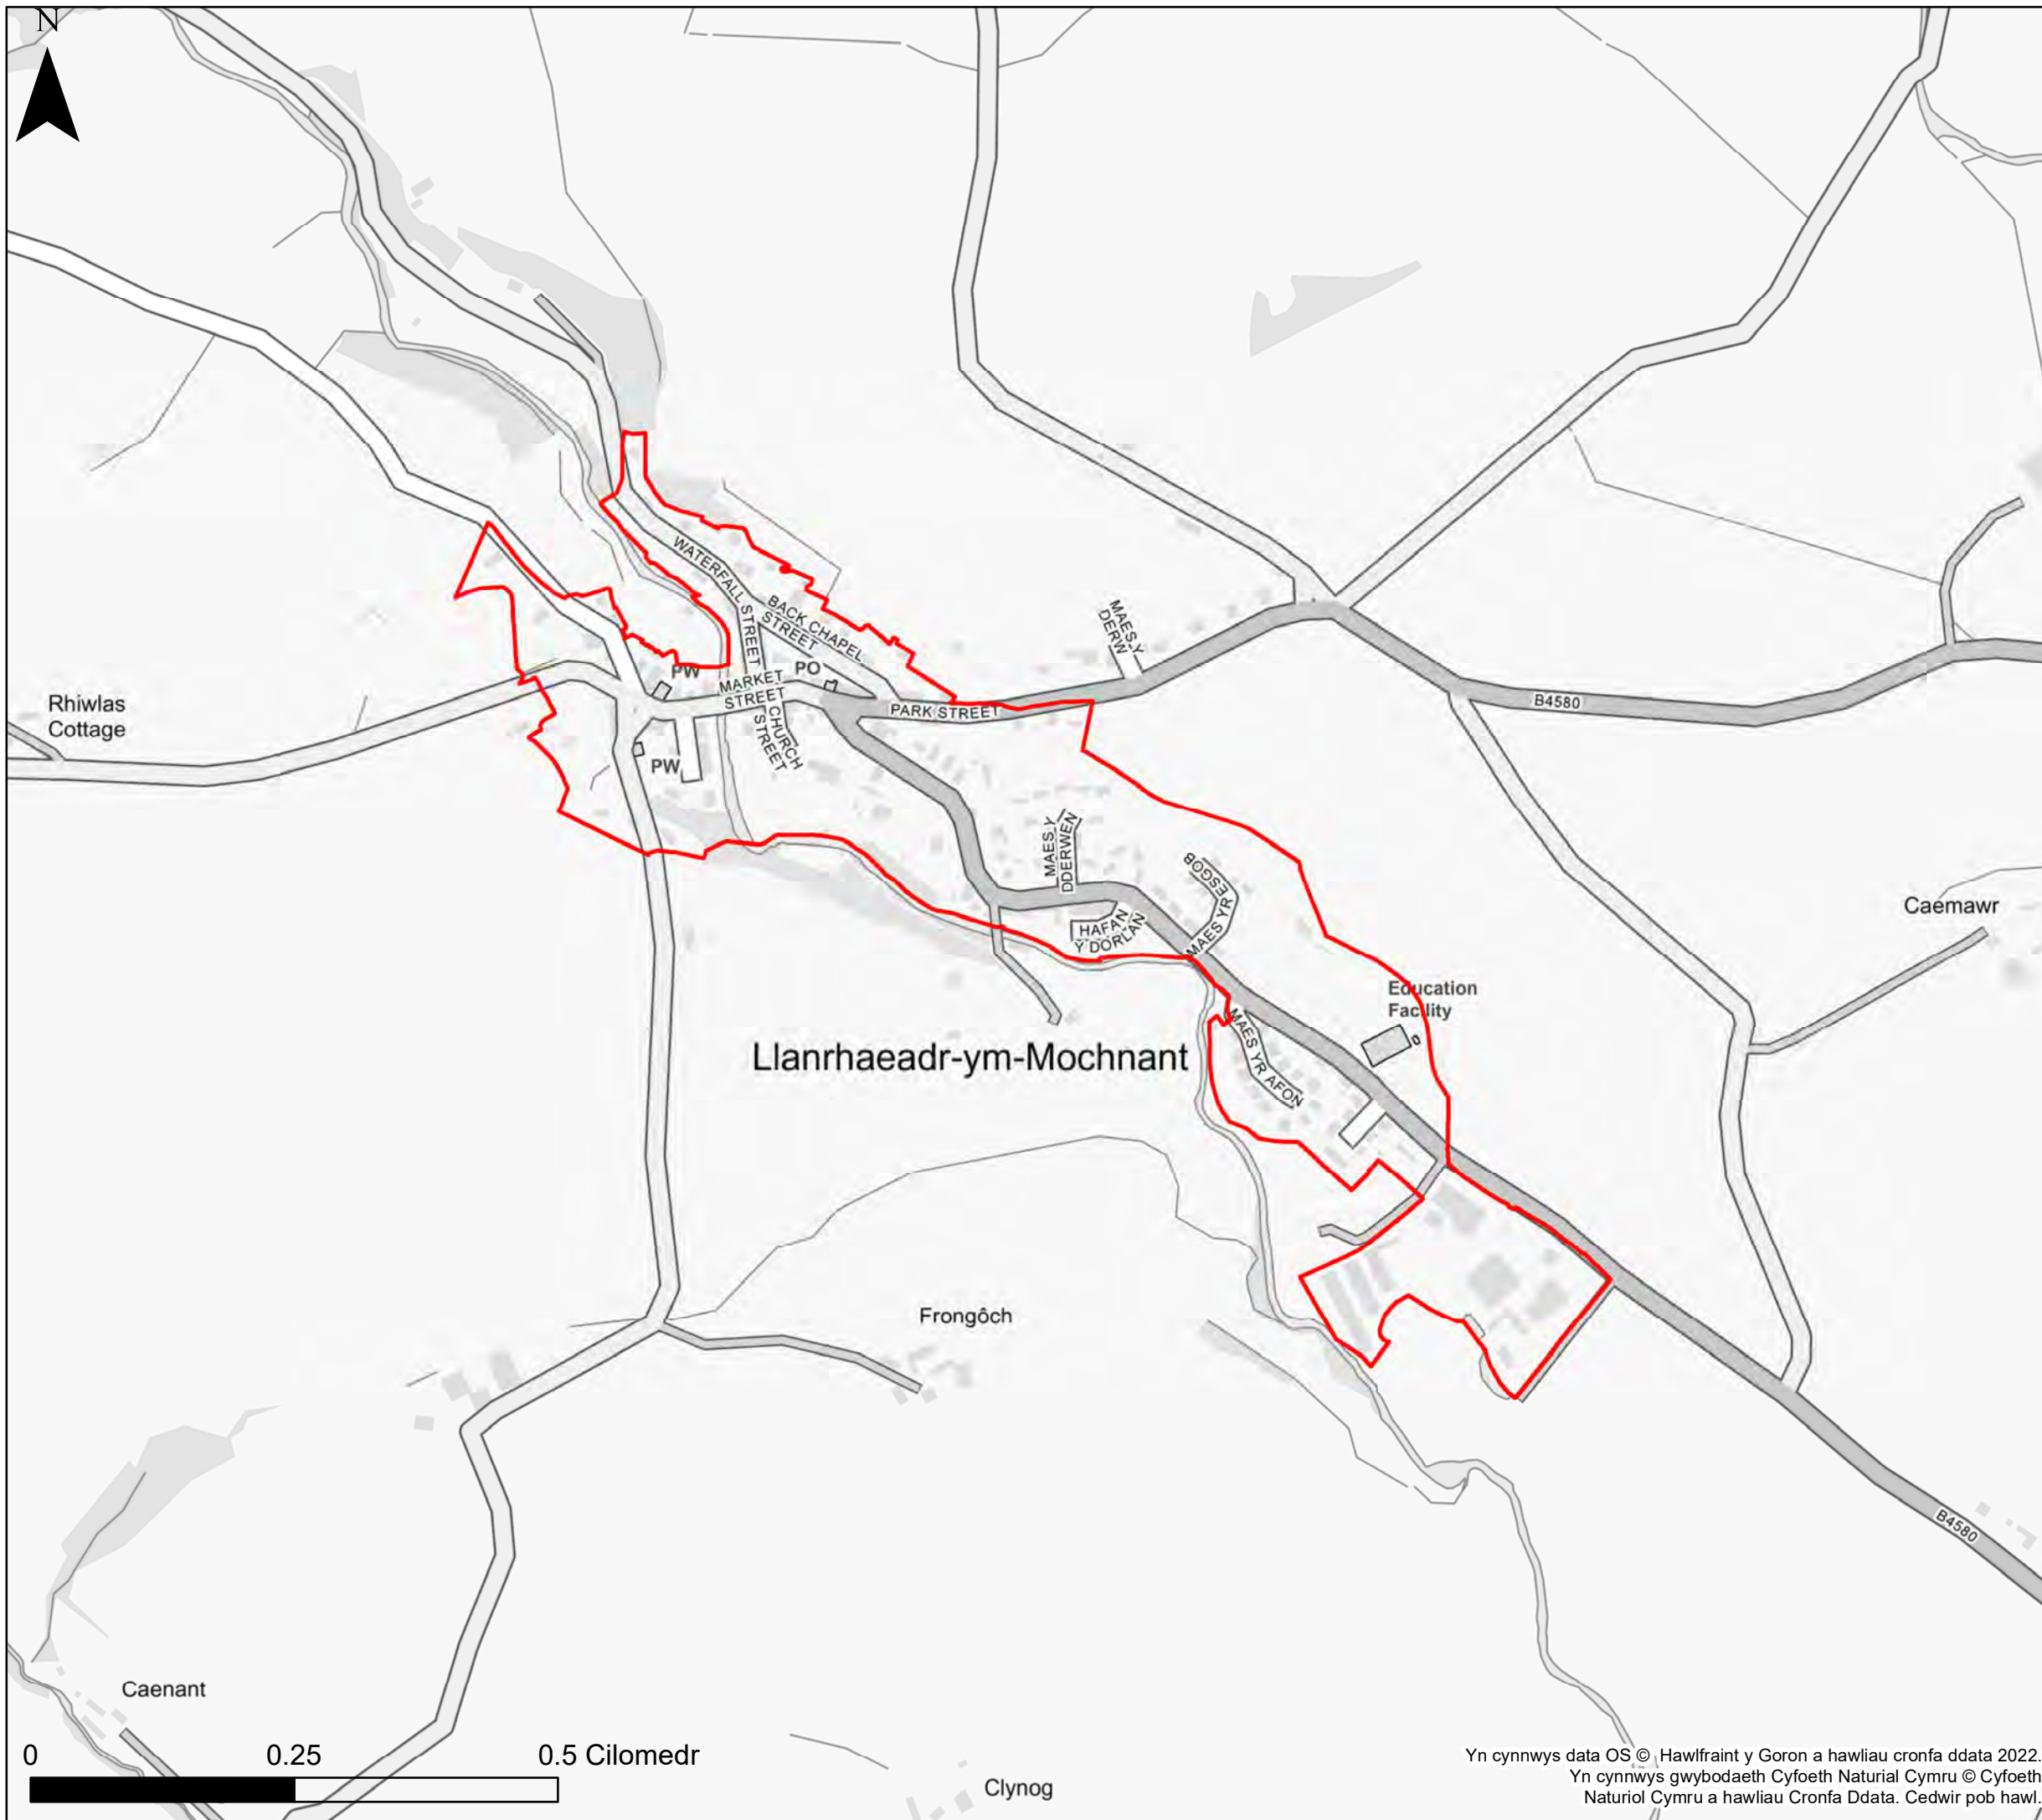 N
WATERFALL STREET
BACK CHAPEL
STREET
MAES Y
DERW
PW
PO
MARKET
STREET
PARK STREET
B4580
Rhiwlas
Cottage
CHURCH
STREET
PW
MAES Y
DDERWEN
MAES YR ESGOB
HAFAN
Y DORLAN
Caemawr
Education
Facility
MAES YR AFON
Llanrhaeadr-ym-Mochnant
Frongôch
B4580
Caenant
0 0.25 0.5 Cilomedr
Clynog
Yn cynnwys data OS © Hawlfraint y Goron a hawliau cronfa ddata 2022.
Yn cynnwys gwybodaeth Cyfoeth Naturial Cymru © Cyfoeth
Naturiol Cymru a hawliau Cronfa Ddata. Cedwir pob hawl.